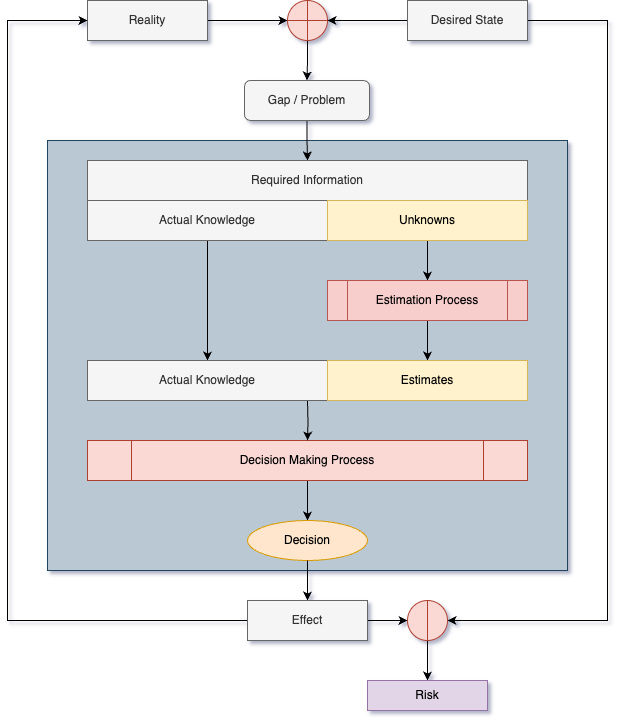 Reality
Desired State
Gap / Problem
Required Information
Actual Knowledge
Unknowns
Estimation Process
Actual Knowledge
Estimates
Decision Making Process
Decision
Effect
Risk